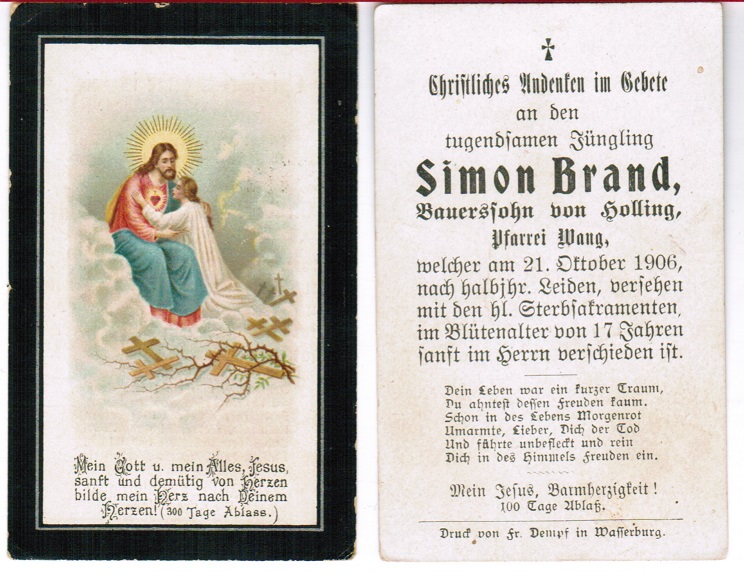 Mein Gott u. mein Alles, Jesus,
sanft und demütig von Herzen
bilde mein Herz nach Deinem
Herzen! (300 Tage Ablass.)
Christliches Andenken im Gebete
an den
tugendsamen Jüngling
Simon Brand,
Bauerssohn von Holling,
Pfarrei Wang,
welcher am 21. Oktober 1906,
nach halbjhr. Leiden, versehen
mit den hl. Sterbsakramenten,
im Blütenalter von 17 Jahren
sanft im Herrn verschieden ist.
Dein Leben war ein kurzer Traum,
Du ahntest dessen Freuden kaum.
Schon in des Lebens Morgenrot
Umarmte, Lieber, Dich der Tod
Und führte unbefleckt und rein
Dich in des Himmels Freuden ein.
Mein Jesus, Barmherzigkeit!
100 Tage Ablaß.
Druck von Fr. Dempf in Wasserburg.